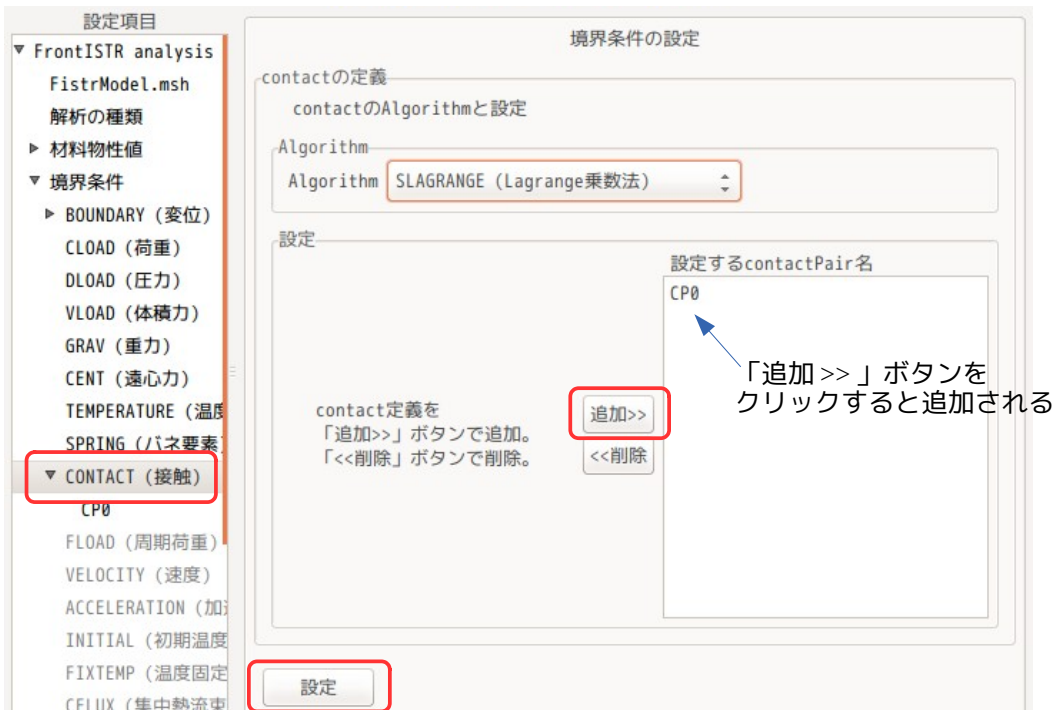 設定項目
FrontISTR analysis
FistrModel.msh
解析の種類
材料物性値
境界条件
BOUNDARY (変位)
CLOAD (荷重)
DLOAD (圧力)
VLOAD (体積力)
GRAV (重力)
CENT (遠心力)
TEMPERATURE (温度
SPRING (バネ要素)
CONTACT (接触)
CP0
FLOAD (周期荷重)
VELOCITY (速度)
ACCELERATION (加速
INITIAL (初期温度
FIXTEMP (温度固定
CFLUX (集中熱流束
境界条件の設定
contactの定義
contactのAlgorithmと設定
Algorithm
Algorithm SLAGRANGE (Lagrange乗数法)
設定
設定するcontactPair名
CP0
「追加 >> 」ボタンを
クリックすると追加される
contact定義を
「追加>>」ボタンで追加。
「<<削除」ボタンで削除。
追加>>
<<削除
設定